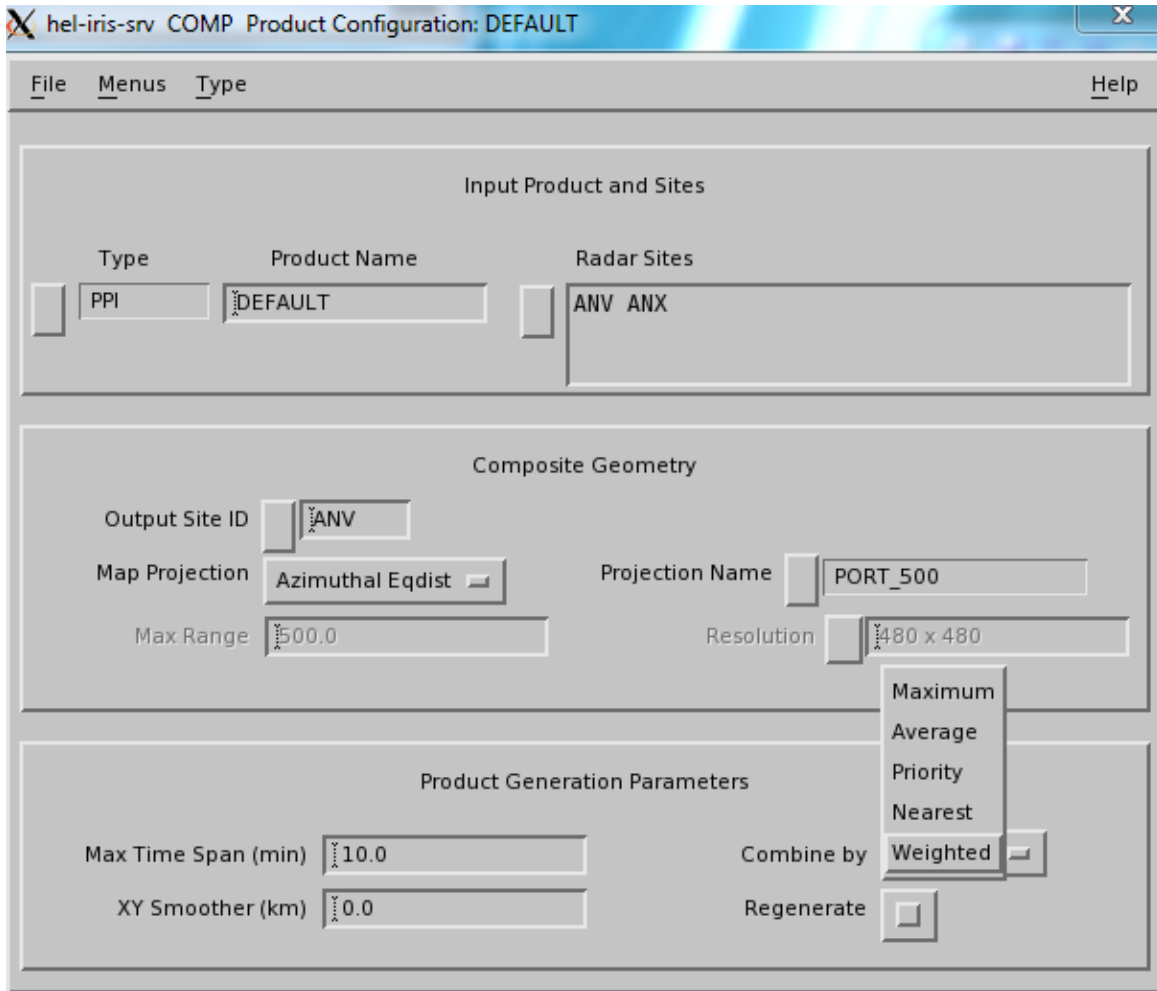 hel-iris-srv COMP Product Configuration: DEFAULT
File Menus Type Help
Input Product and Sites
Type Product Name Radar Sites
PPI DEFAULT ANV ANX
Composite Geometry
Output Site ID ANV
Map Projection Azimuthal Eqdist Projection Name PORT_500
Max Range 500.0 Resolution 480 x 480
Maximum
Average
Product Generation Parameters Priority
Nearest
Max Time Span (min) 10.0 Combine by Weighted
XY Smoother (km) 0.0 Regenerate